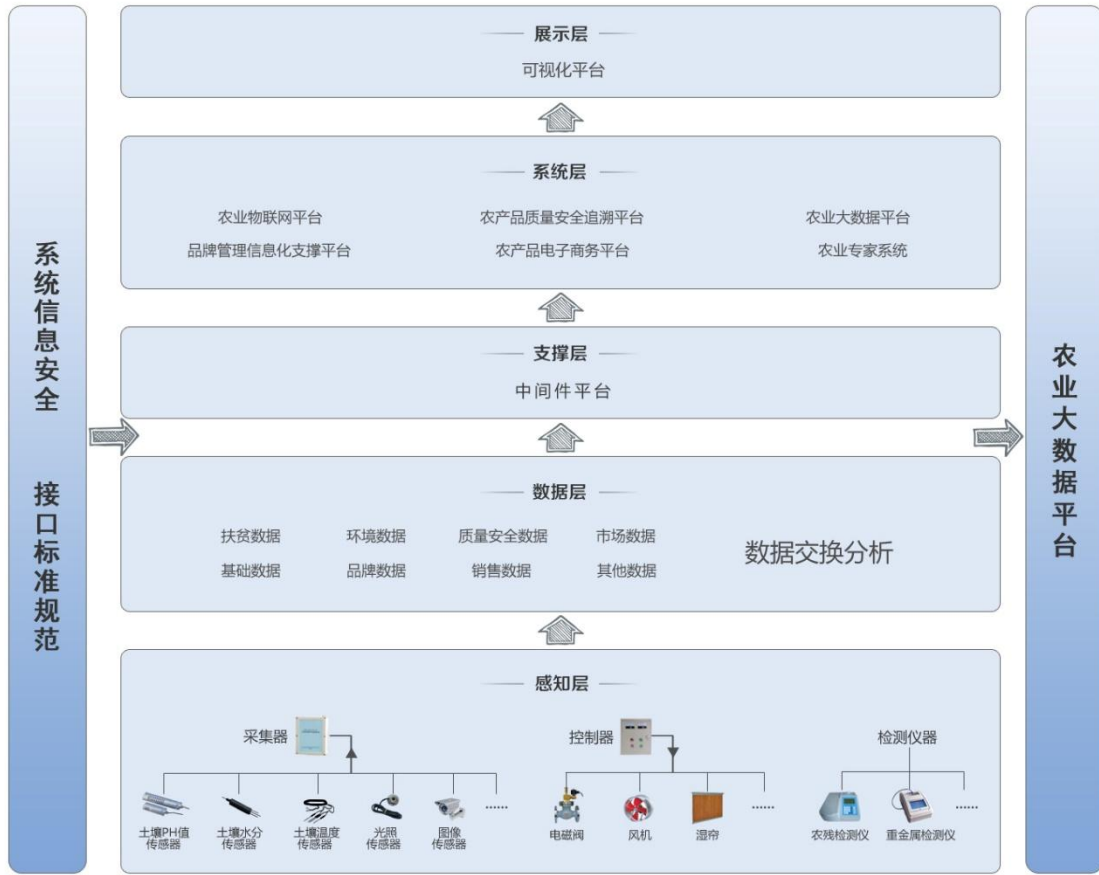 系统信息安全
接口标准规范
展示层
可视化平台
系统层
农业物联网平台 农产品质量安全追溯平台 农业大数据平台
品牌管理信息化支撑平台 农产品电子商务平台 农业专家系统
支撑层
中间件平台
数据层
扶贫数据 环境数据 质量安全数据 市场数据
基础数据 品牌数据 销售数据 其他数据
数据交换分析
感知层
采集器
土壤PH值
传感器
土壤水分
传感器
土壤温度
传感器
光照
传感器
图像
传感器
......
控制器
电磁阀
风机
湿帘
......
检测仪器
农残检测仪
重金属检测仪
......
农业大数据平台